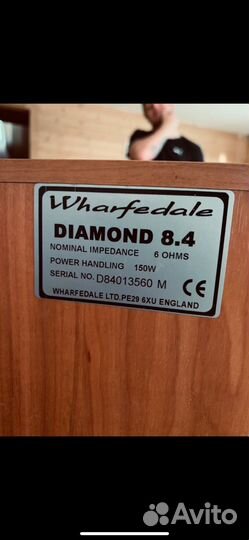 Wharfedale
DIAMOND 8.4
NOMINAL IMPEDANCE 6 OHMS
POWER HANDLING 150W
SERIAL NO. D84013560 M
CE
WHARFEDALE LTD.PE29 6XU ENGLAND
Avito